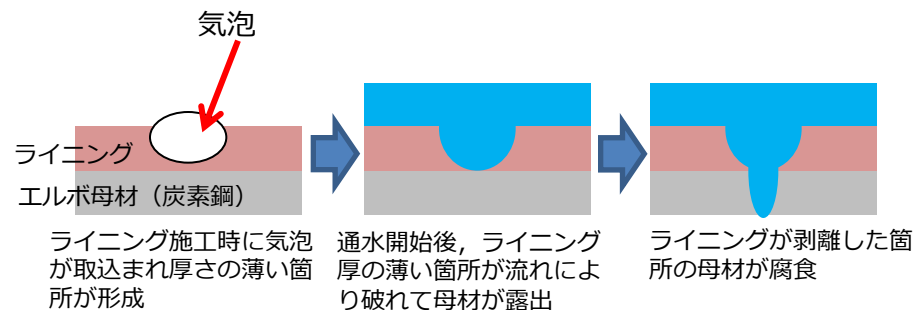 気泡
ライニング
エルボ母材（炭素鋼）
ライニング施工時に気泡
が取込まれ厚さの薄い箇
所が形成
通水開始後，ライニング
厚の薄い箇所が流れによ
り破れて母材が露出
ライニングが剥離した箇
所の母材が腐食